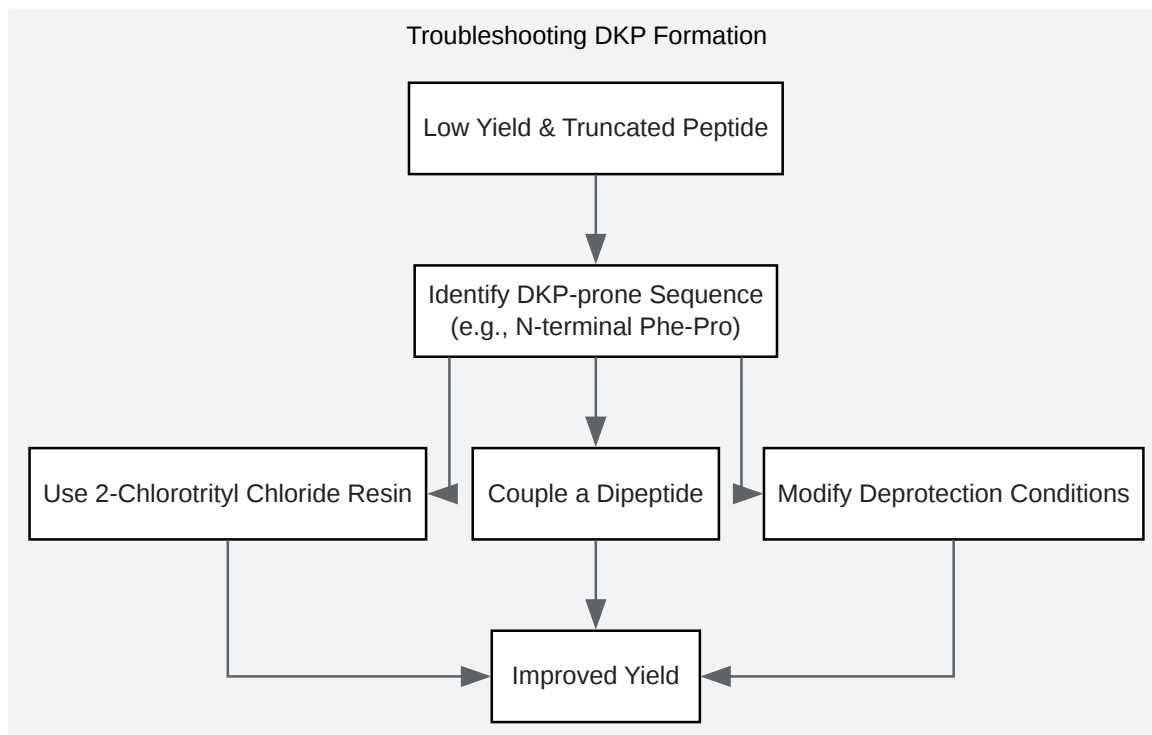 Troubleshooting DKP Formation
Low Yield & Truncated Peptide
Identify DKP-prone Sequence
(e.g., N-terminal Phe-Pro)
Use 2-Chlorotrityl Chloride Resin
Couple a Dipeptide
Modify Deprotection Conditions
Improved Yield